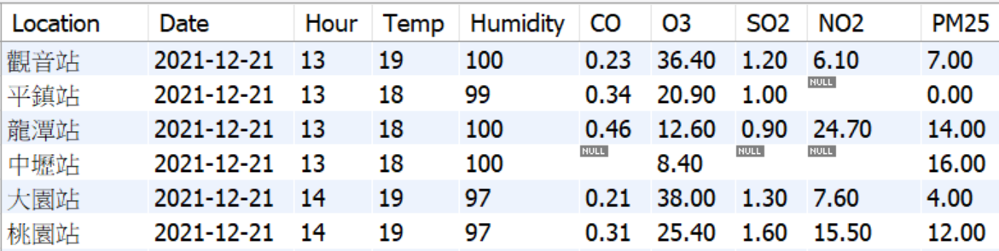 Location Date Hour Temp Humidity CO O3 SO2 NO2 PM25
觀音站 2021-12-21 13 19 100 0.23 36.40 1.20 6.10 7.00
平鎮站 2021-12-21 13 18 99 0.34 20.90 1.00 NULL 0.00
龍潭站 2021-12-21 13 18 100 0.46 12.60 0.90 24.70 14.00
中壢站 2021-12-21 13 18 100 NULL 8.40 NULL NULL 16.00
大園站 2021-12-21 14 19 97 0.21 38.00 1.30 7.60 4.00
桃園站 2021-12-21 14 19 97 0.31 25.40 1.60 15.50 12.00